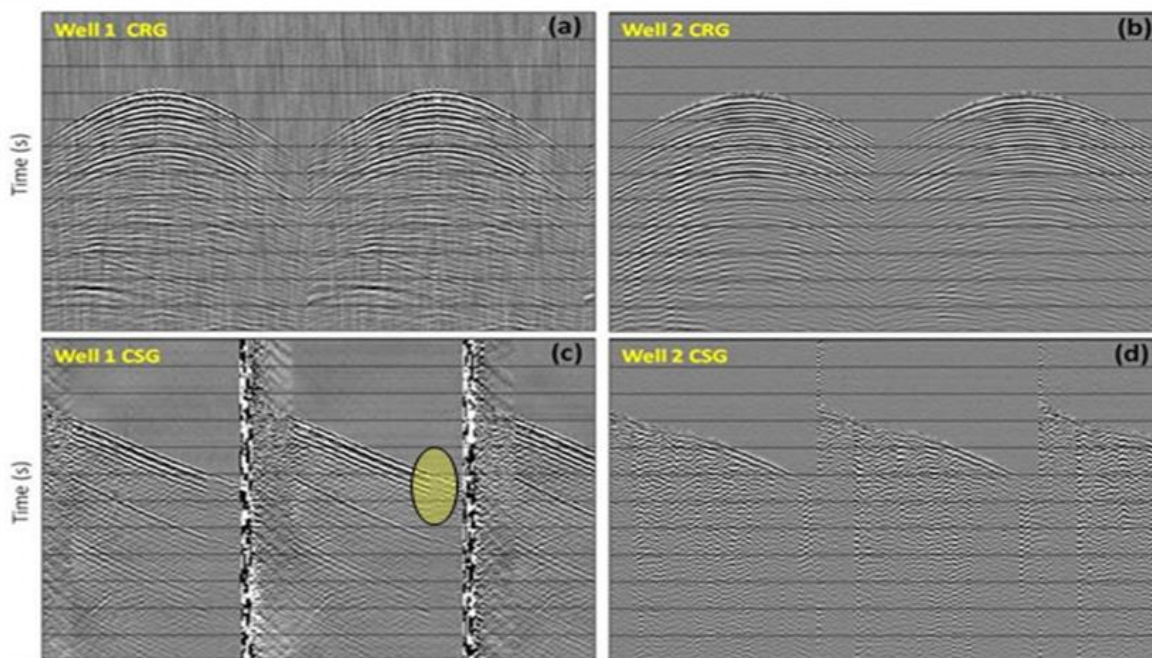 Well 1 CRG (a)
Well 2 CRG (b)
Time (s)
Well 1 CSG (c)
Well 2 CSG (d)
Time (s)